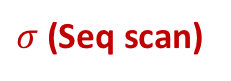 σ (Seq scan)